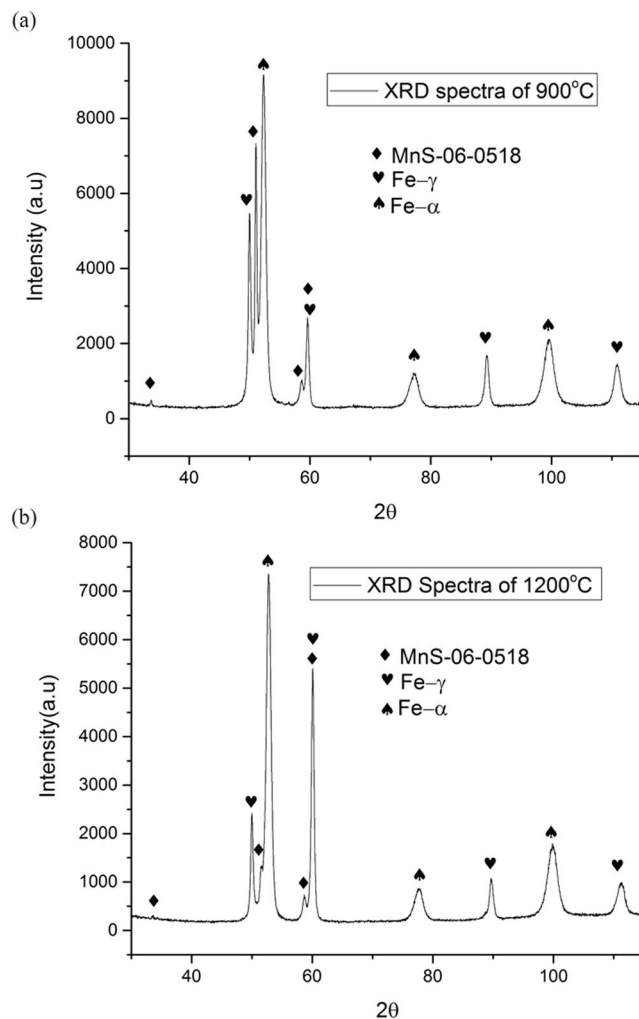 (a)
10000
8000
6000
4000
2000
0
Intensity (a.u)
XRD spectra of 900°C
♦ MnS-06-0518
♥ Fe–γ
♠ Fe–α
40 60 80 100
2θ
(b)
8000
7000
6000
5000
4000
3000
2000
1000
0
Intensity(a.u)
XRD Spectra of 1200°C
♦ MnS-06-0518
♥ Fe–γ
♠ Fe–α
40 60 80 100
2θ